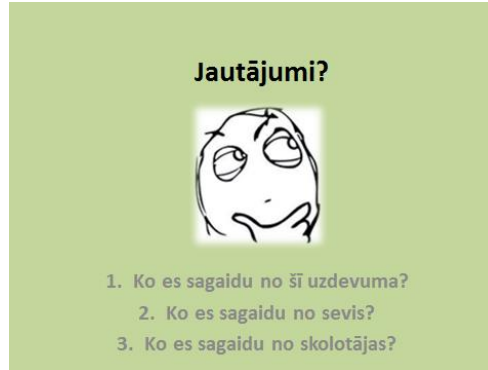 Jautājumi?
1. Ko es sagaidu no šī uzdevuma?
2. Ko es sagaidu no sevis?
3. Ko es sagaidu no skolotājas?